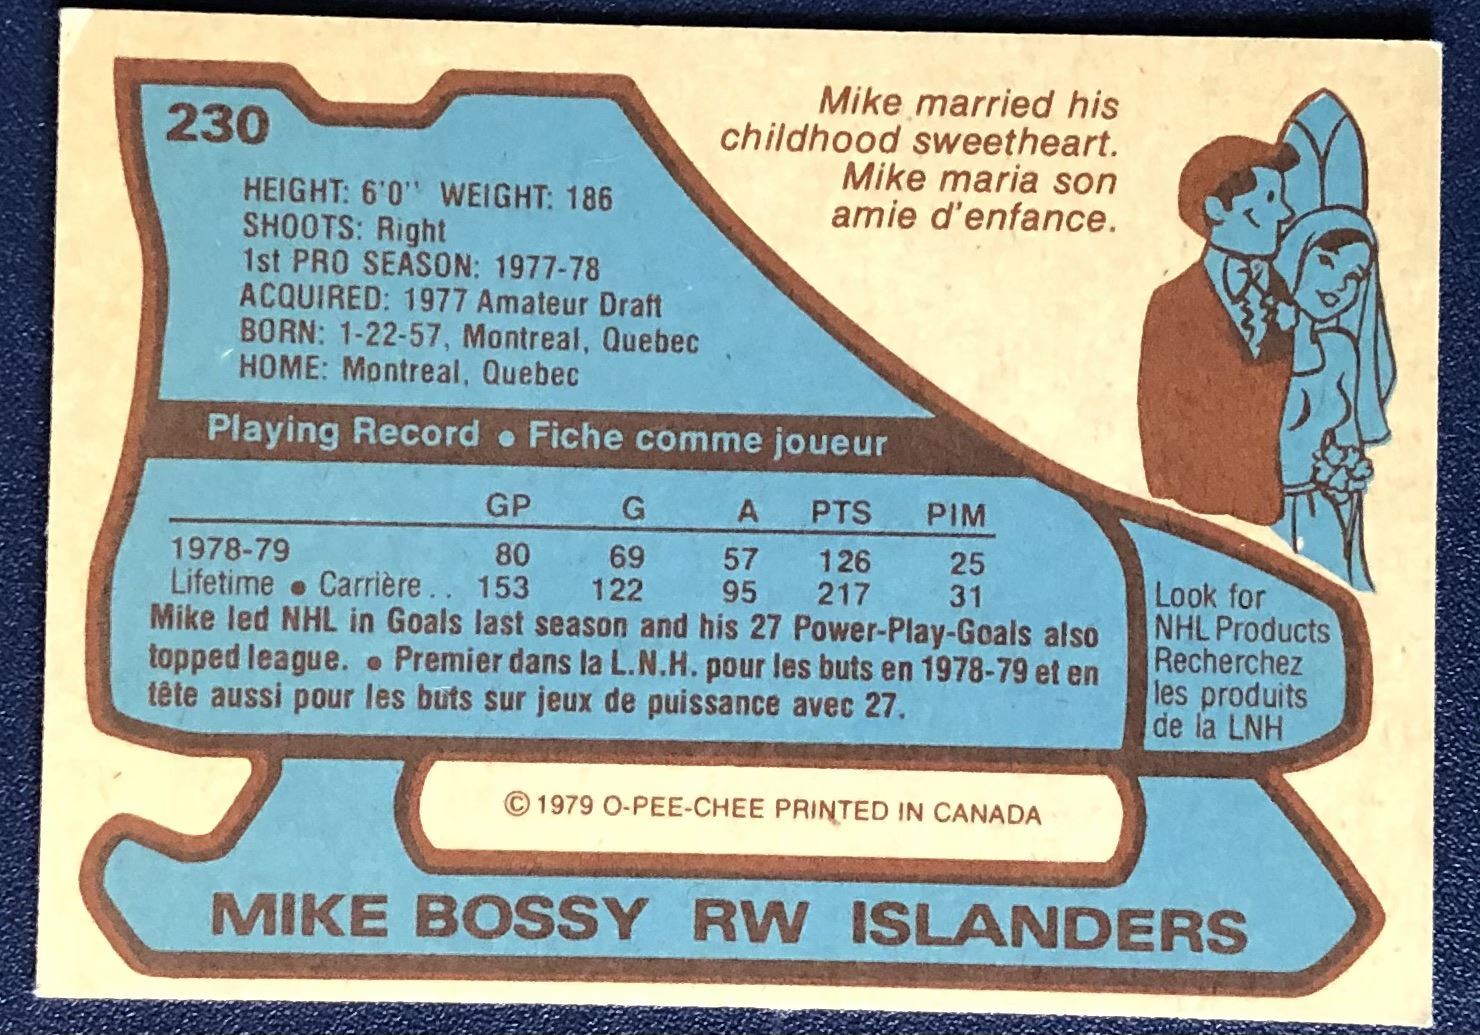 230
HEIGHT: 6'0" WEIGHT: 186
SHOOTS: Right
1st PRO SEASON: 1977-78
ACQUIRED: 1977 Amateur Draft
BORN: 1-22-57, Montreal, Quebec
HOME: Montreal, Quebec
Mike married his
childhood sweetheart.
Mike maria son
amie d'enfance.
Playing Record • Fiche comme joueur
GP G A PTS PIM
1978-79 80 69 57 126 25
Lifetime • Carrière . . 153 122 95 217 31
Mike led NHL in Goals last season and his 27 Power-Play-Goals also
topped league. • Premier dans la L.N.H. pour les buts en 1978-79 et en
tête aussi pour les buts sur jeux de puissance avec 27.
Look for
NHL Products
Recherchez
les produits
de la LNH
© 1979 O-PEE-CHEE PRINTED IN CANADA
MIKE BOSSY RW ISLANDERS